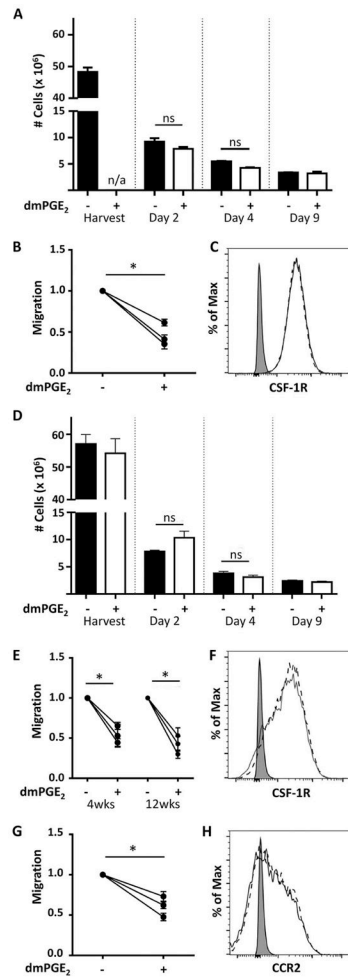 A
# Cells (x 10⁶)
60
50
40
15
10
5
n/a
ns
ns
- + - + - + - +
dmPGE₂
Harvest Day 2 Day 4 Day 9
B
Migration
1.5
1.0
0.5
0.0
*
- +
dmPGE₂
C
% of Max
CSF-1R
D
# Cells (x 10⁶)
60
50
40
15
10
5
ns
ns
- + - + - + - +
dmPGE₂
Harvest Day 2 Day 4 Day 9
E
Migration
1.5
1.0
0.5
0
* *
- + - +
4wks 12wks
dmPGE₂
F
% of Max
CSF-1R
G
Migration
1.5
1.0
0.5
0.0
*
- +
dmPGE₂
H
% of Max
CCR2